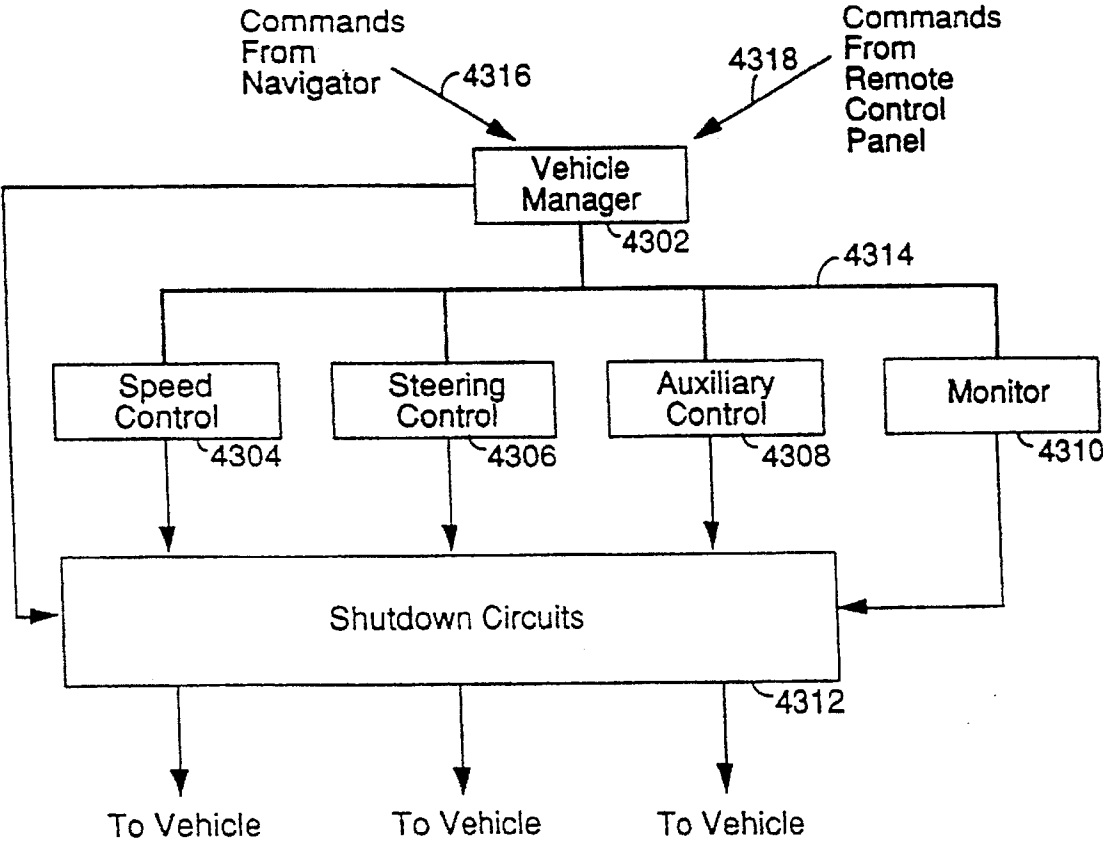 Commands
From
Navigator
4316
4318
Commands
From
Remote
Control
Panel
Vehicle
Manager
4302
4314
Speed
Control
4304
Steering
Control
4306
Auxiliary
Control
4308
Monitor
4310
Shutdown Circuits
4312
To Vehicle
To Vehicle
To Vehicle